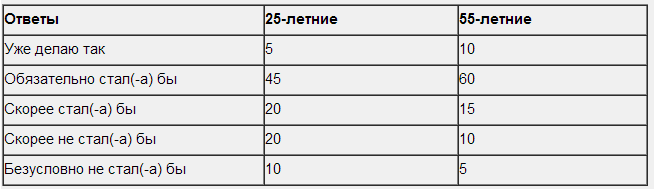 Ответы 25-летние 55-летние
Уже делаю так 5 10
Обязательно стал(-а) бы 45 60
Скорее стал(-а) бы 20 15
Скорее не стал(-а) бы 20 10
Безусловно не стал(-а) бы 10 5